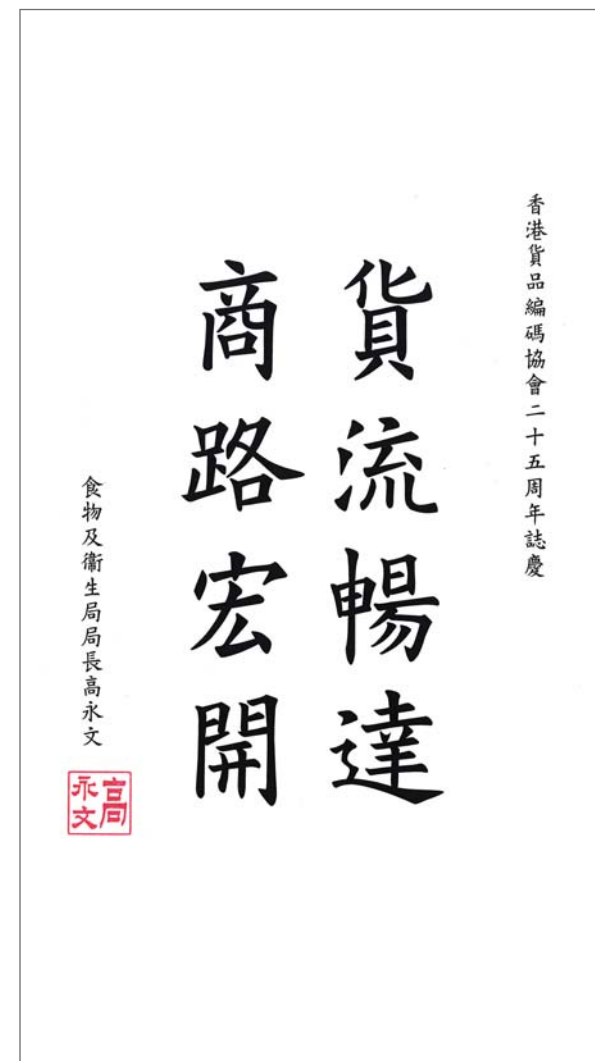 香港貨品編碼協會二十五周年誌慶
貨流暢達
商路宏開
食物及衞生局局長高永文
高永文